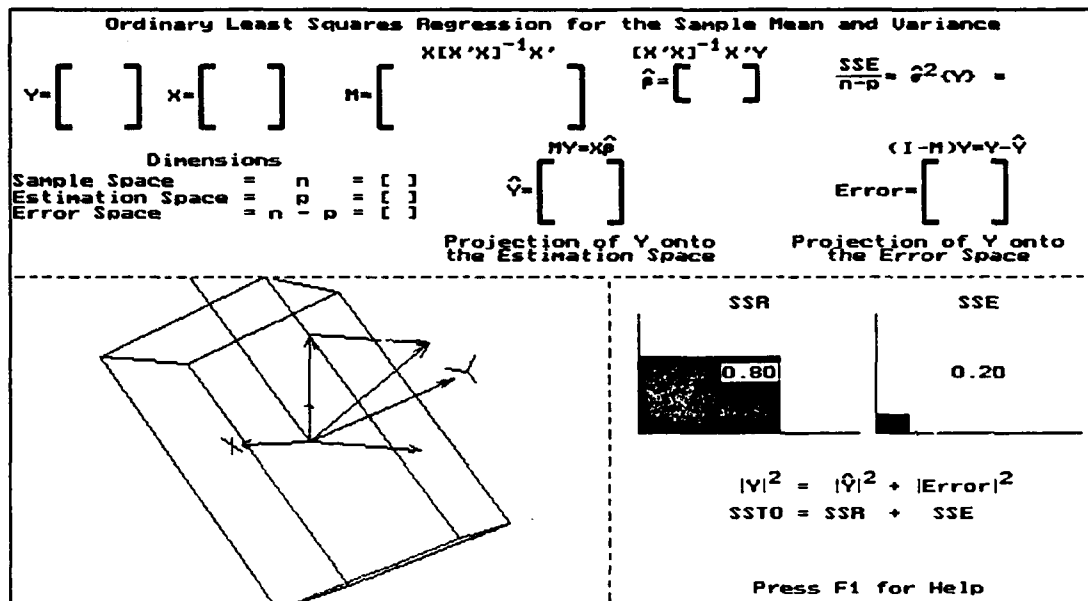 Ordinary Least Squares Regression for the Sample Mean and Variance
X[X'X]⁻¹X'
[X'X]⁻¹X'Y
Y=[ ] X=[ ] M=[ ] β̂=[ ] SSE/n-p = σ̂²{Y} =
Dimensions
Sample Space = n = [ ]
Estimation Space = p = [ ]
Error Space = n - p = [ ]
MY=Xβ̂
Ŷ=[ ]
Projection of Y onto
the Estimation Space
(I-M)Y=Y-Ŷ
Error=[ ]
Projection of Y onto
the Error Space
X
Y
SSR
0.80
SSE
0.20
|Y|² = |Ŷ|² + |Error|²
SSTO = SSR + SSE
Press F1 for Help